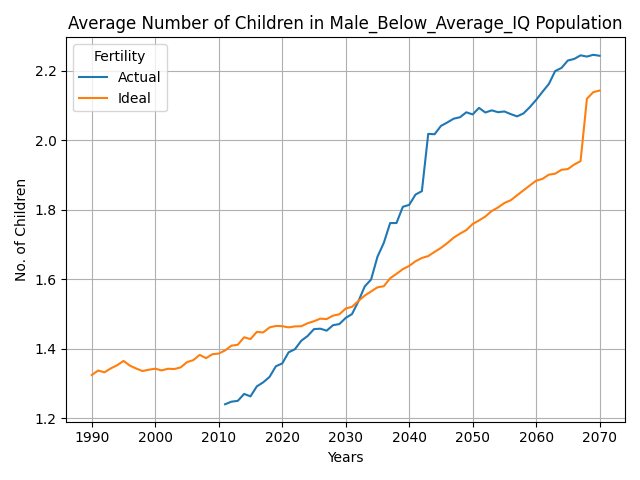 Average Number of Children in Male_Below_Average_IQ Population
Fertility
Actual
Ideal
No. of Children
2.2
2.0
1.8
1.6
1.4
1.2
1990 2000 2010 2020 2030 2040 2050 2060 2070
Years